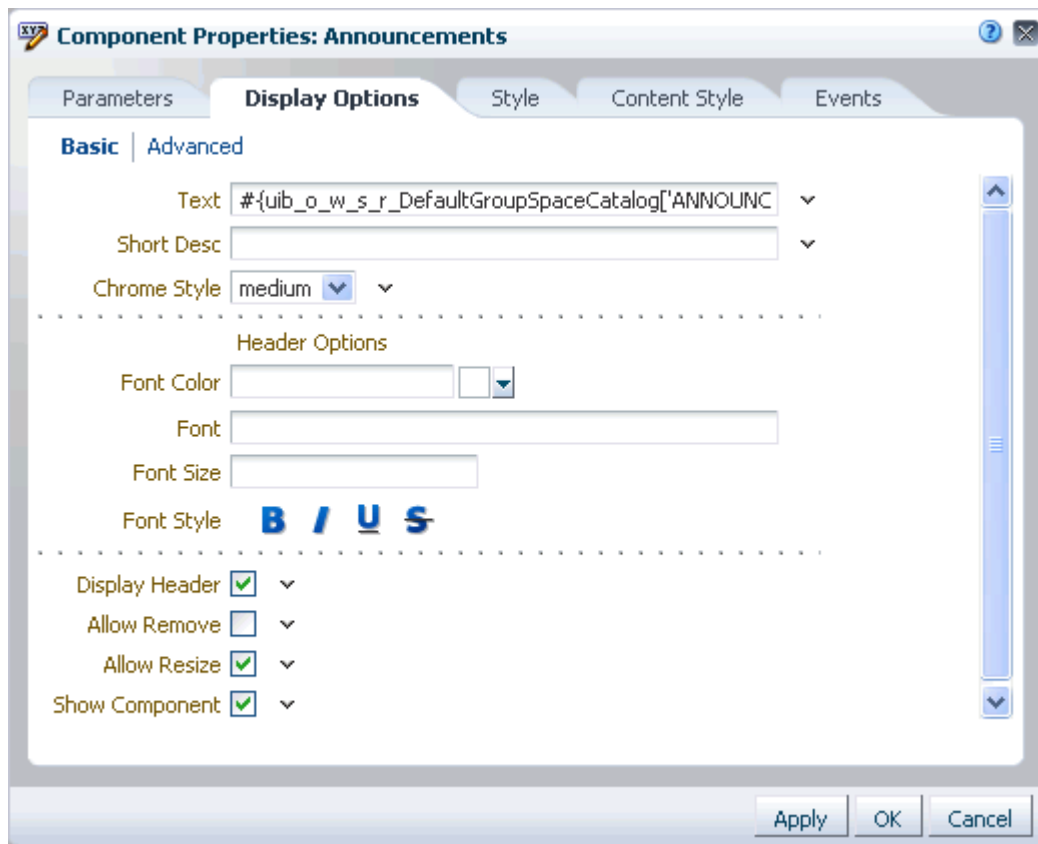 Component Properties: Announcements
Parameters Display Options Style Content Style Events
Basic Advanced
Text #{uib_o_w_s_r_DefaultGroupSpaceCatalog['ANNOUNC
Short Desc
Chrome Style medium
Header Options
Font Color
Font
Font Size
Font Style B I U S
Display Header
Allow Remove
Allow Resize
Show Component
Apply OK Cancel